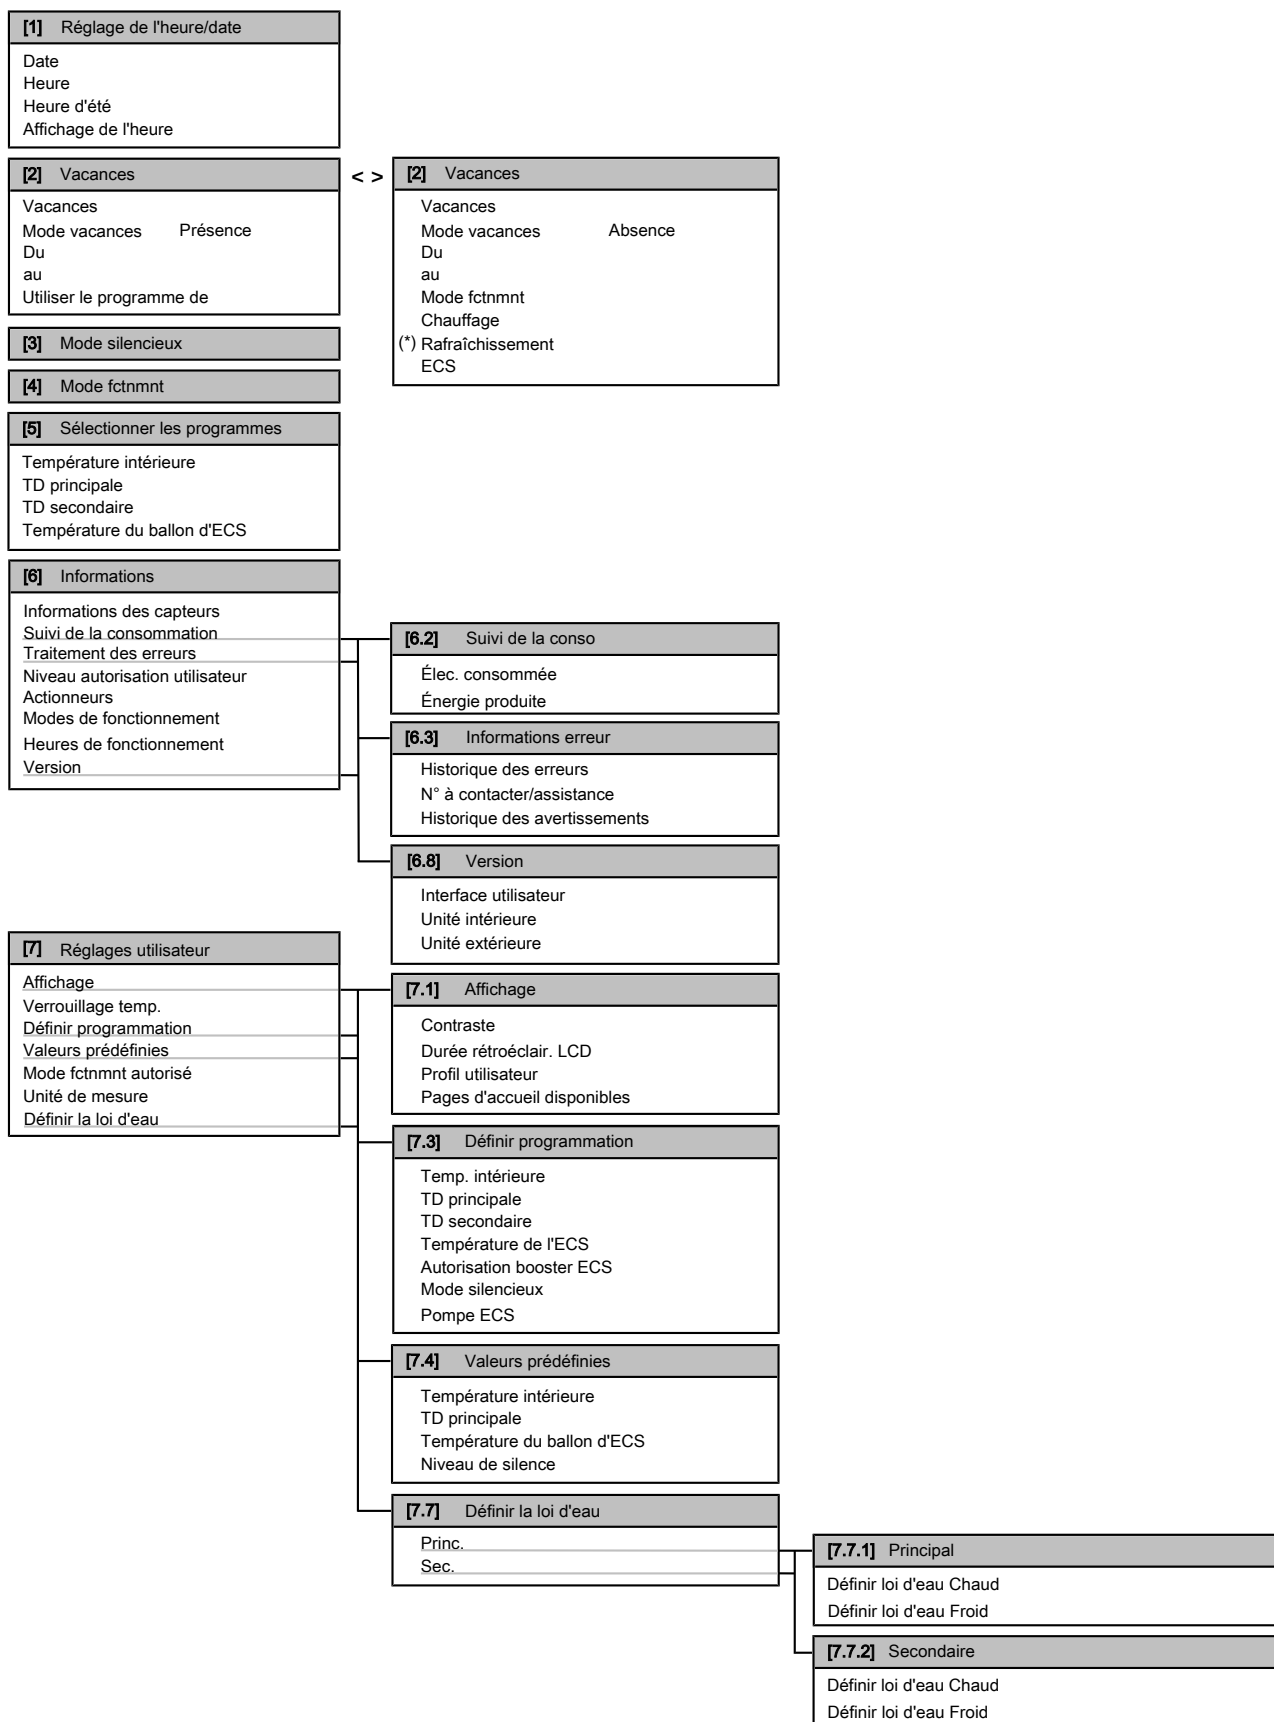 [1] Réglage de l'heure/date
Date
Heure
Heure d'été
Affichage de l'heure
[2] Vacances
Vacances
Mode vacances Présence
Du
au
Utiliser le programme de
< >
[2] Vacances
Vacances
Mode vacances Absence
Du
au
Mode fctnmnt
Chauffage
(*) Rafraîchissement
ECS
[3] Mode silencieux
[4] Mode fctnmnt
[5] Sélectionner les programmes
Température intérieure
TD principale
TD secondaire
Température du ballon d'ECS
[6] Informations
Informations des capteurs
Suivi de la consommation
Traitement des erreurs
Niveau autorisation utilisateur
Actionneurs
Modes de fonctionnement
Heures de fonctionnement
Version
[6.2] Suivi de la conso
Élec. consommée
Énergie produite
[6.3] Informations erreur
Historique des erreurs
N° à contacter/assistance
Historique des avertissements
[6.8] Version
Interface utilisateur
Unité intérieure
Unité extérieure
[7] Réglages utilisateur
Affichage
Verrouillage temp.
Définir programmation
Valeurs prédéfinies
Mode fctnmnt autorisé
Unité de mesure
Définir la loi d'eau
[7.1] Affichage
Contraste
Durée rétroéclair. LCD
Profil utilisateur
Pages d'accueil disponibles
[7.3] Définir programmation
Temp. intérieure
TD principale
TD secondaire
Température de l'ECS
Autorisation booster ECS
Mode silencieux
Pompe ECS
[7.4] Valeurs prédéfinies
Température intérieure
TD principale
Température du ballon d'ECS
Niveau de silence
[7.7] Définir la loi d'eau
Princ.
Sec.
[7.7.1] Principal
Définir loi d'eau Chaud
Définir loi d'eau Froid
[7.7.2] Secondaire
Définir loi d'eau Chaud
Définir loi d'eau Froid